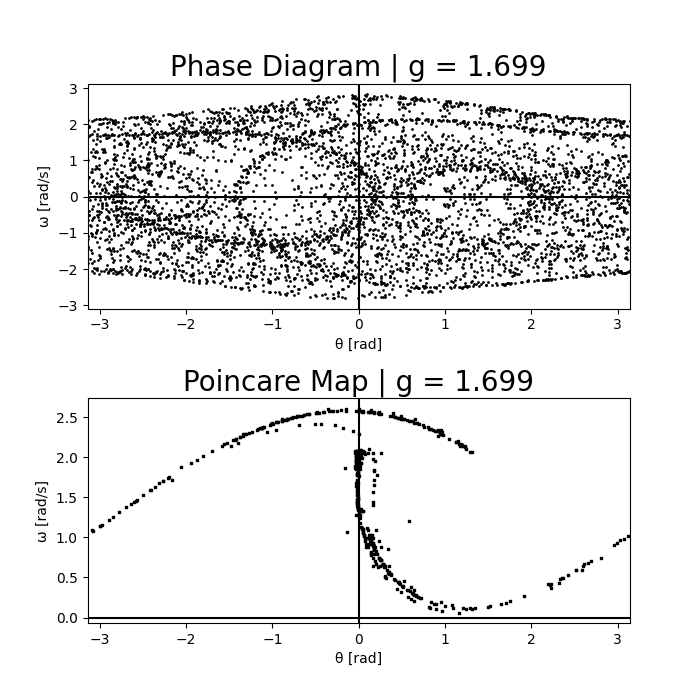 Phase Diagram | g = 1.699
3
2
1
0
−1
−2
−3
ω [rad/s]
−3 −2 −1 0 1 2 3
θ [rad]
Poincare Map | g = 1.699
2.5
2.0
1.5
1.0
0.5
0.0
ω [rad/s]
−3 −2 −1 0 1 2 3
θ [rad]